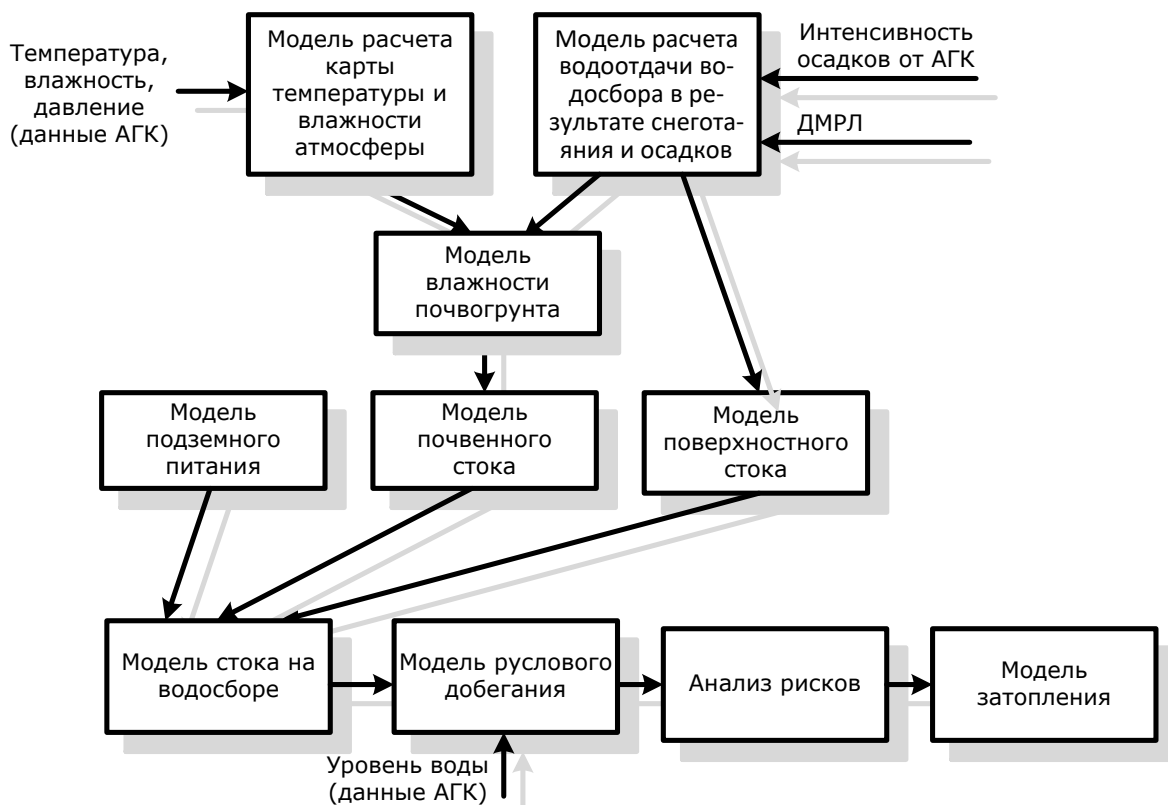 Температура,
влажность,
давление
(данные АГК)
Модель расчета
карты
температуры и
влажности
атмосферы
Модель расчета
водоотдачи во-
досбора в ре-
зультате снегота-
яния и осадков
Интенсивность
осадков от АГК
ДМРЛ
Модель
влажности
почвогрунта
Модель
подземного
питания
Модель
почвенного
стока
Модель
поверхностного
стока
Модель стока на
водосборе
Модель руслового
добегания
Анализ рисков
Модель
затопления
Уровень воды
(данные АГК)